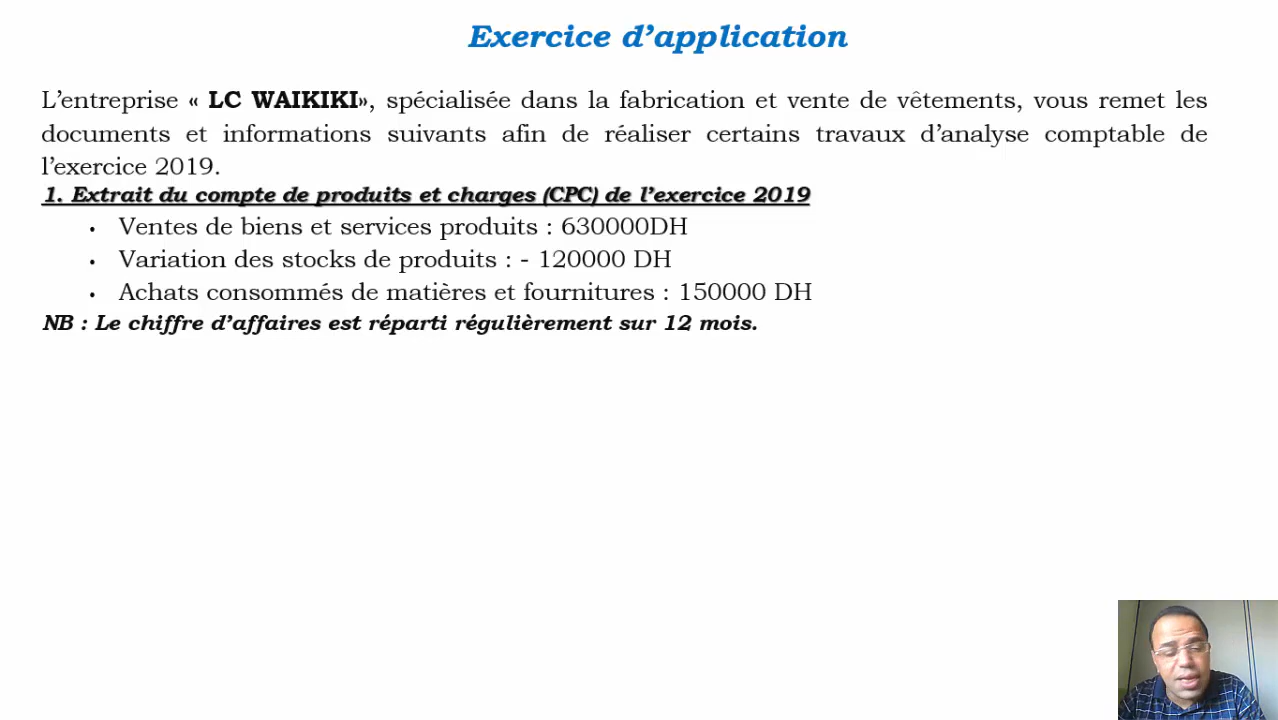 Exercice d’application
L’entreprise « LC WAIKIKI», spécialisée dans la fabrication et vente de vêtements, vous remet les
documents et informations suivants afin de réaliser certains travaux d’analyse comptable de
l’exercice 2019.
1. Extrait du compte de produits et charges (CPC) de l’exercice 2019
• Ventes de biens et services produits : 630000DH
• Variation des stocks de produits : - 120000 DH
• Achats consommés de matières et fournitures : 150000 DH
NB : Le chiffre d’affaires est réparti régulièrement sur 12 mois.